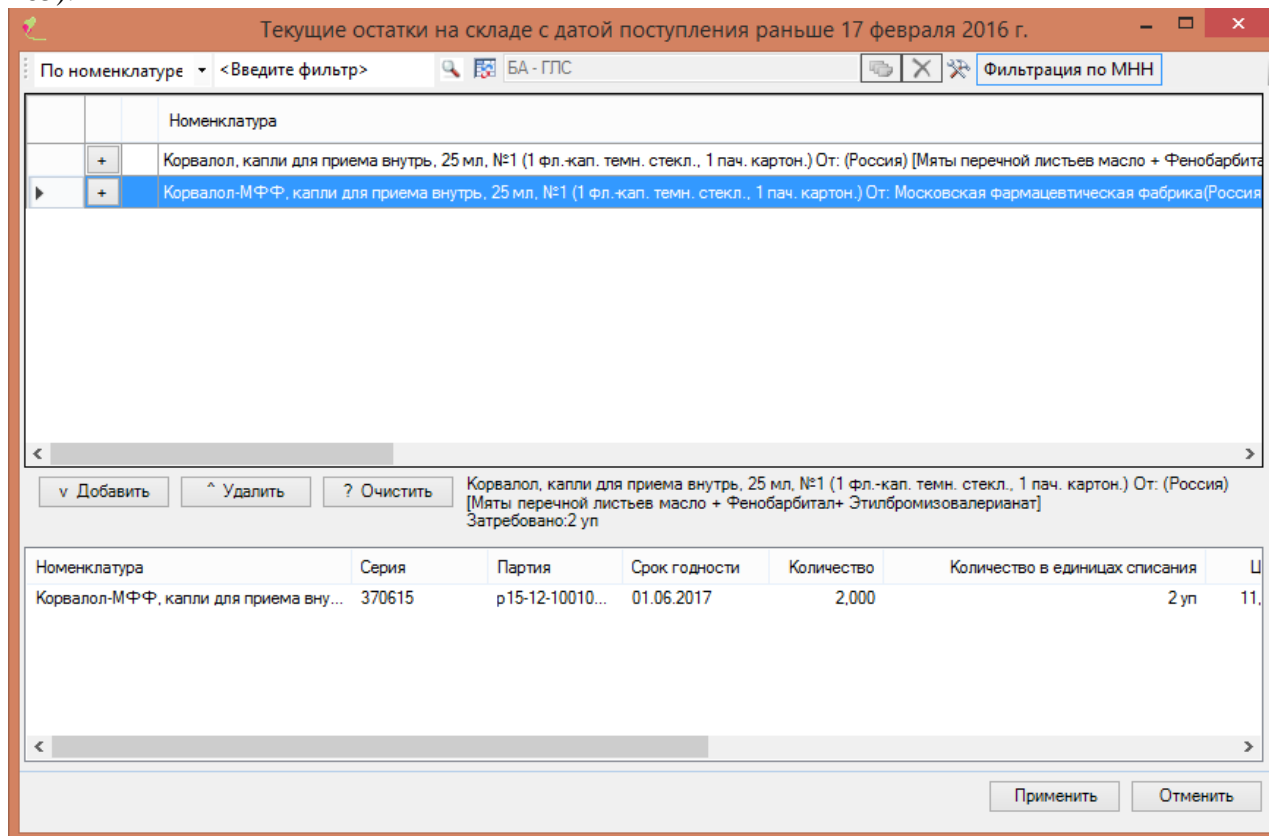 Текущие остатки на складе с датой поступления раньше 17 февраля 2016 г.
По номенклатуре <Введите фильтр> БА - ГЛС Фильтрация по МНН
Номенклатура
+ Корвалол, капли для приема внутрь, 25 мл, №1 (1 фл.-кап. темн. стекл., 1 пач. картон.) От: (Россия) [Мяты перечной листьев масло + Фенобарбита
+ Корвалол-МФФ, капли для приема внутрь, 25 мл, №1 (1 фл.-кап. темн. стекл., 1 пач. картон.) От: Московская фармацевтическая фабрика(Россия
v Добавить ^ Удалить ? Очистить
Корвалол, капли для приема внутрь, 25 мл, №1 (1 фл.-кап. темн. стекл., 1 пач. картон.) От: (Россия)
[Мяты перечной листьев масло + Фенобарбитал+ Этилбромизовалерианат]
Затребовано:2 уп
Номенклатура Серия Партия Срок годности Количество Количество в единицах списания Ц
Корвалол-МФФ, капли для приема вну... 370615 р15-12-10010... 01.06.2017 2,000 2 уп 11,
Применить Отменить